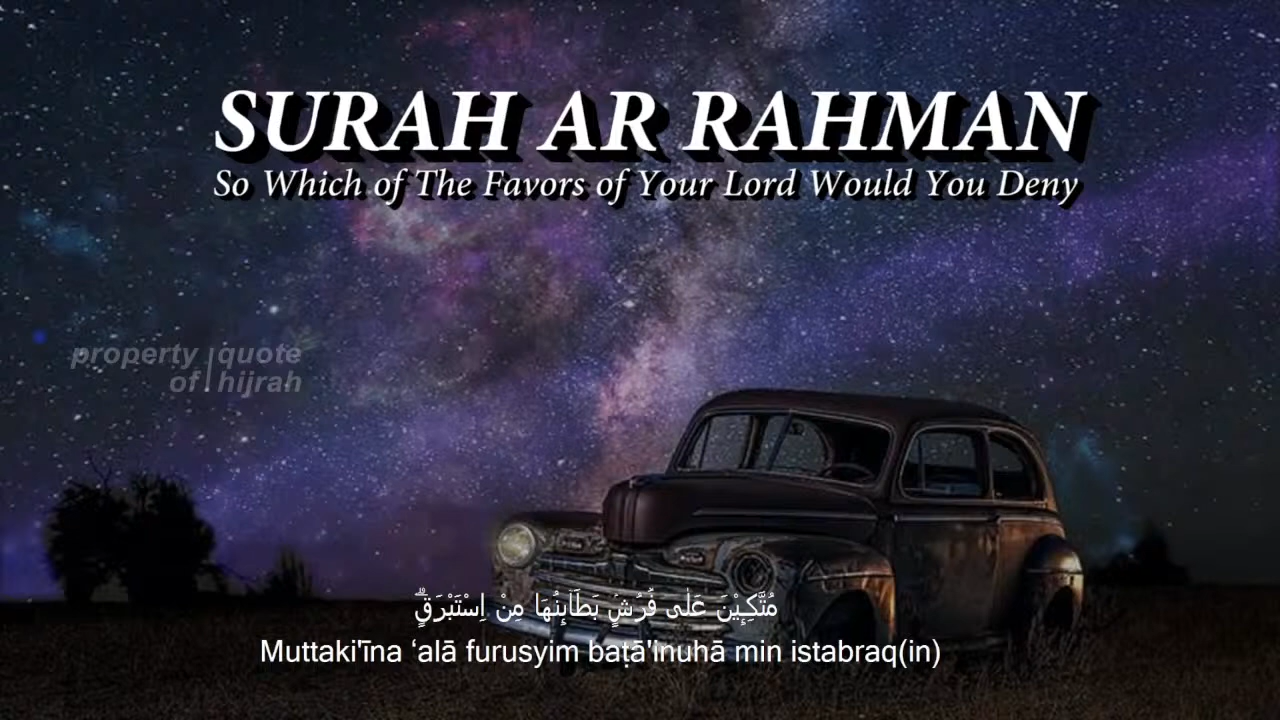 SURAH AR RAHMAN
So Which of The Favors of Your Lord Would You Deny
property | quote
of | hijrah
مُتَّكِـِٕيْنَ عَلٰى فُرُشٍۢ بَطَاۤىِٕنُهَا مِنْ اِسْتَبْرَقٍۗ
Muttaki'īna ‘alā furusyim baṭā'inuhā min istabraq(in)